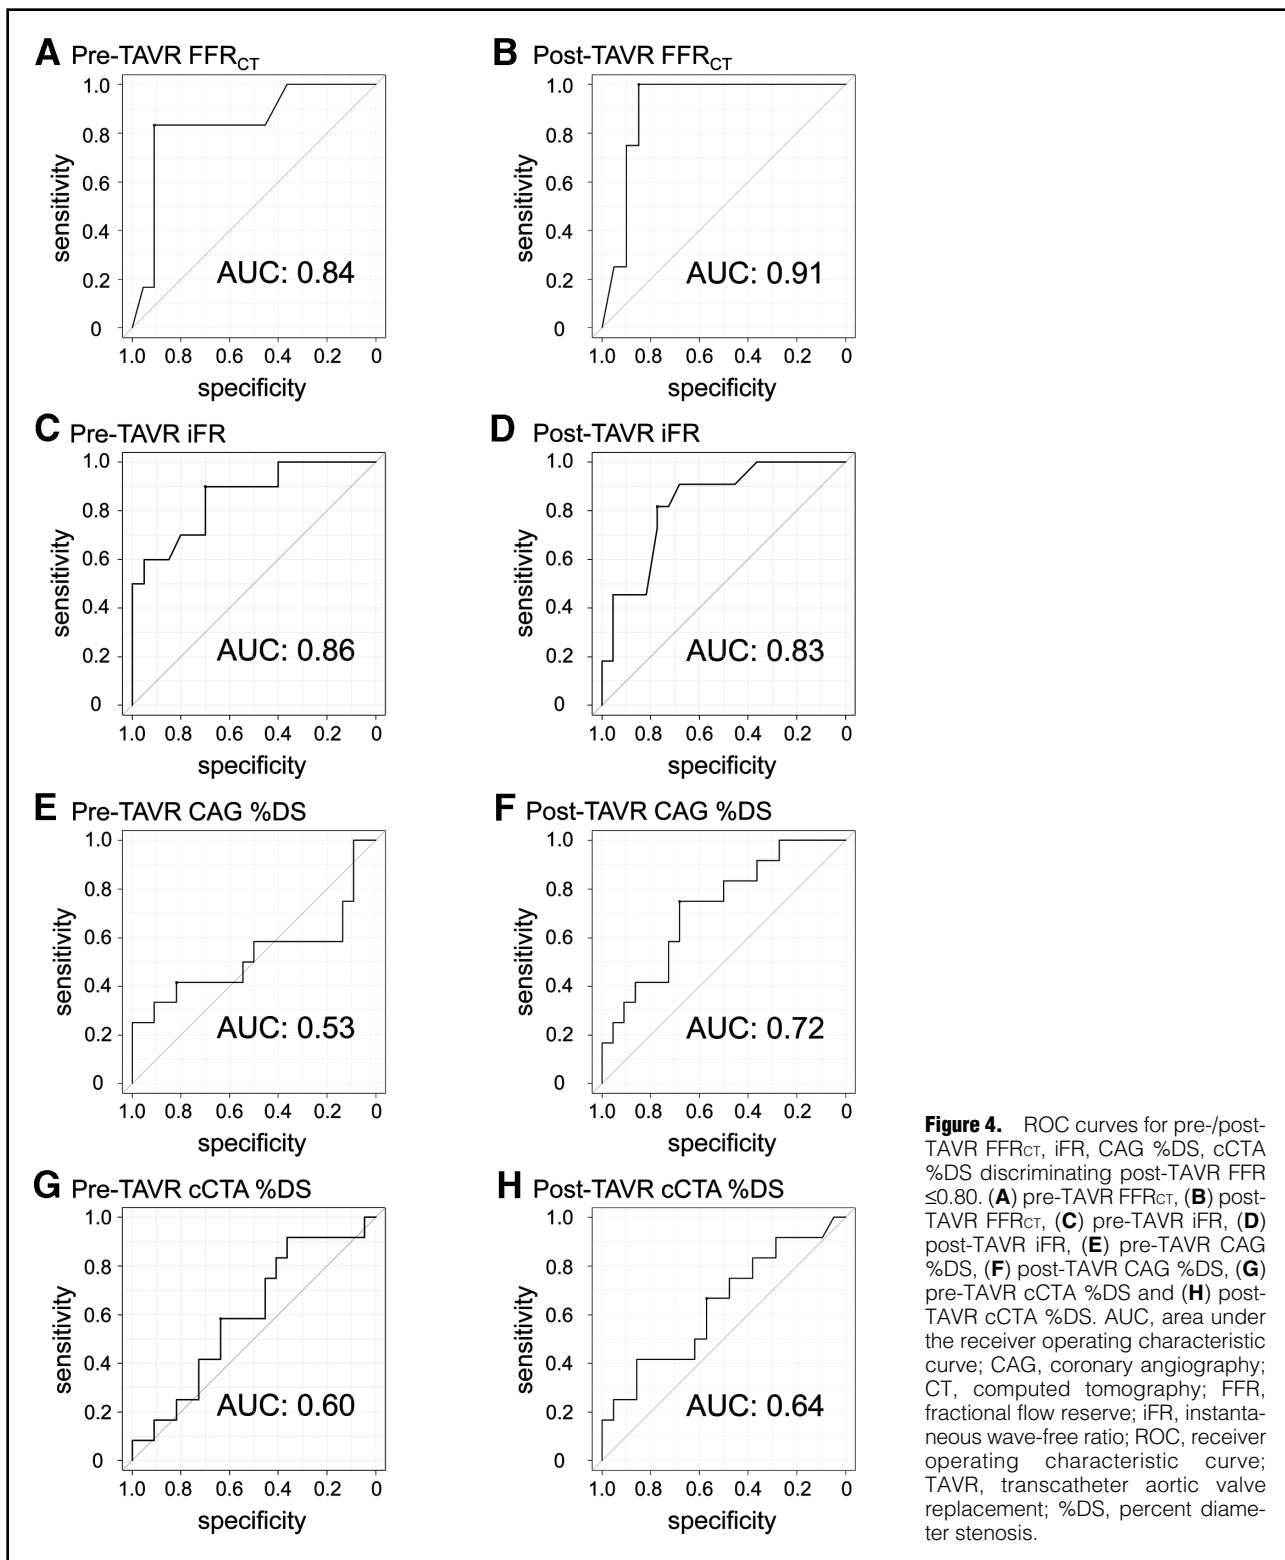 A Pre-TAVR FFRCT
1.0
0.8
0.6
0.4
0.2
0
sensitivity
AUC: 0.84
1.0 0.8 0.6 0.4 0.2 0
specificity
B Post-TAVR FFRCT
1.0
0.8
0.6
0.4
0.2
0
sensitivity
AUC: 0.91
1.0 0.8 0.6 0.4 0.2 0
specificity
C Pre-TAVR iFR
1.0
0.8
0.6
0.4
0.2
0
sensitivity
AUC: 0.86
1.0 0.8 0.6 0.4 0.2 0
specificity
D Post-TAVR iFR
1.0
0.8
0.6
0.4
0.2
0
sensitivity
AUC: 0.83
1.0 0.8 0.6 0.4 0.2 0
specificity
E Pre-TAVR CAG %DS
1.0
0.8
0.6
0.4
0.2
0
sensitivity
AUC: 0.53
1.0 0.8 0.6 0.4 0.2 0
specificity
F Post-TAVR CAG %DS
1.0
0.8
0.6
0.4
0.2
0
sensitivity
AUC: 0.72
1.0 0.8 0.6 0.4 0.2 0
specificity
G Pre-TAVR cCTA %DS
1.0
0.8
0.6
0.4
0.2
0
sensitivity
AUC: 0.60
1.0 0.8 0.6 0.4 0.2 0
specificity
H Post-TAVR cCTA %DS
1.0
0.8
0.6
0.4
0.2
0
sensitivity
AUC: 0.64
1.0 0.8 0.6 0.4 0.2 0
specificity
Figure 4. ROC curves for pre-/post-
TAVR FFRCT, iFR, CAG %DS, cCTA
%DS discriminating post-TAVR FFR
≤0.80. (A) pre-TAVR FFRCT, (B) post-
TAVR FFRCT, (C) pre-TAVR iFR, (D)
post-TAVR iFR, (E) pre-TAVR CAG
%DS, (F) post-TAVR CAG %DS, (G)
pre-TAVR cCTA %DS and (H) post-
TAVR cCTA %DS. AUC, area under
the receiver operating characteristic
curve; CAG, coronary angiography;
CT, computed tomography; FFR,
fractional flow reserve; iFR, instanta-
neous wave-free ratio; ROC, receiver
operating characteristic curve;
TAVR, transcatheter aortic valve
replacement; %DS, percent diame-
ter stenosis.